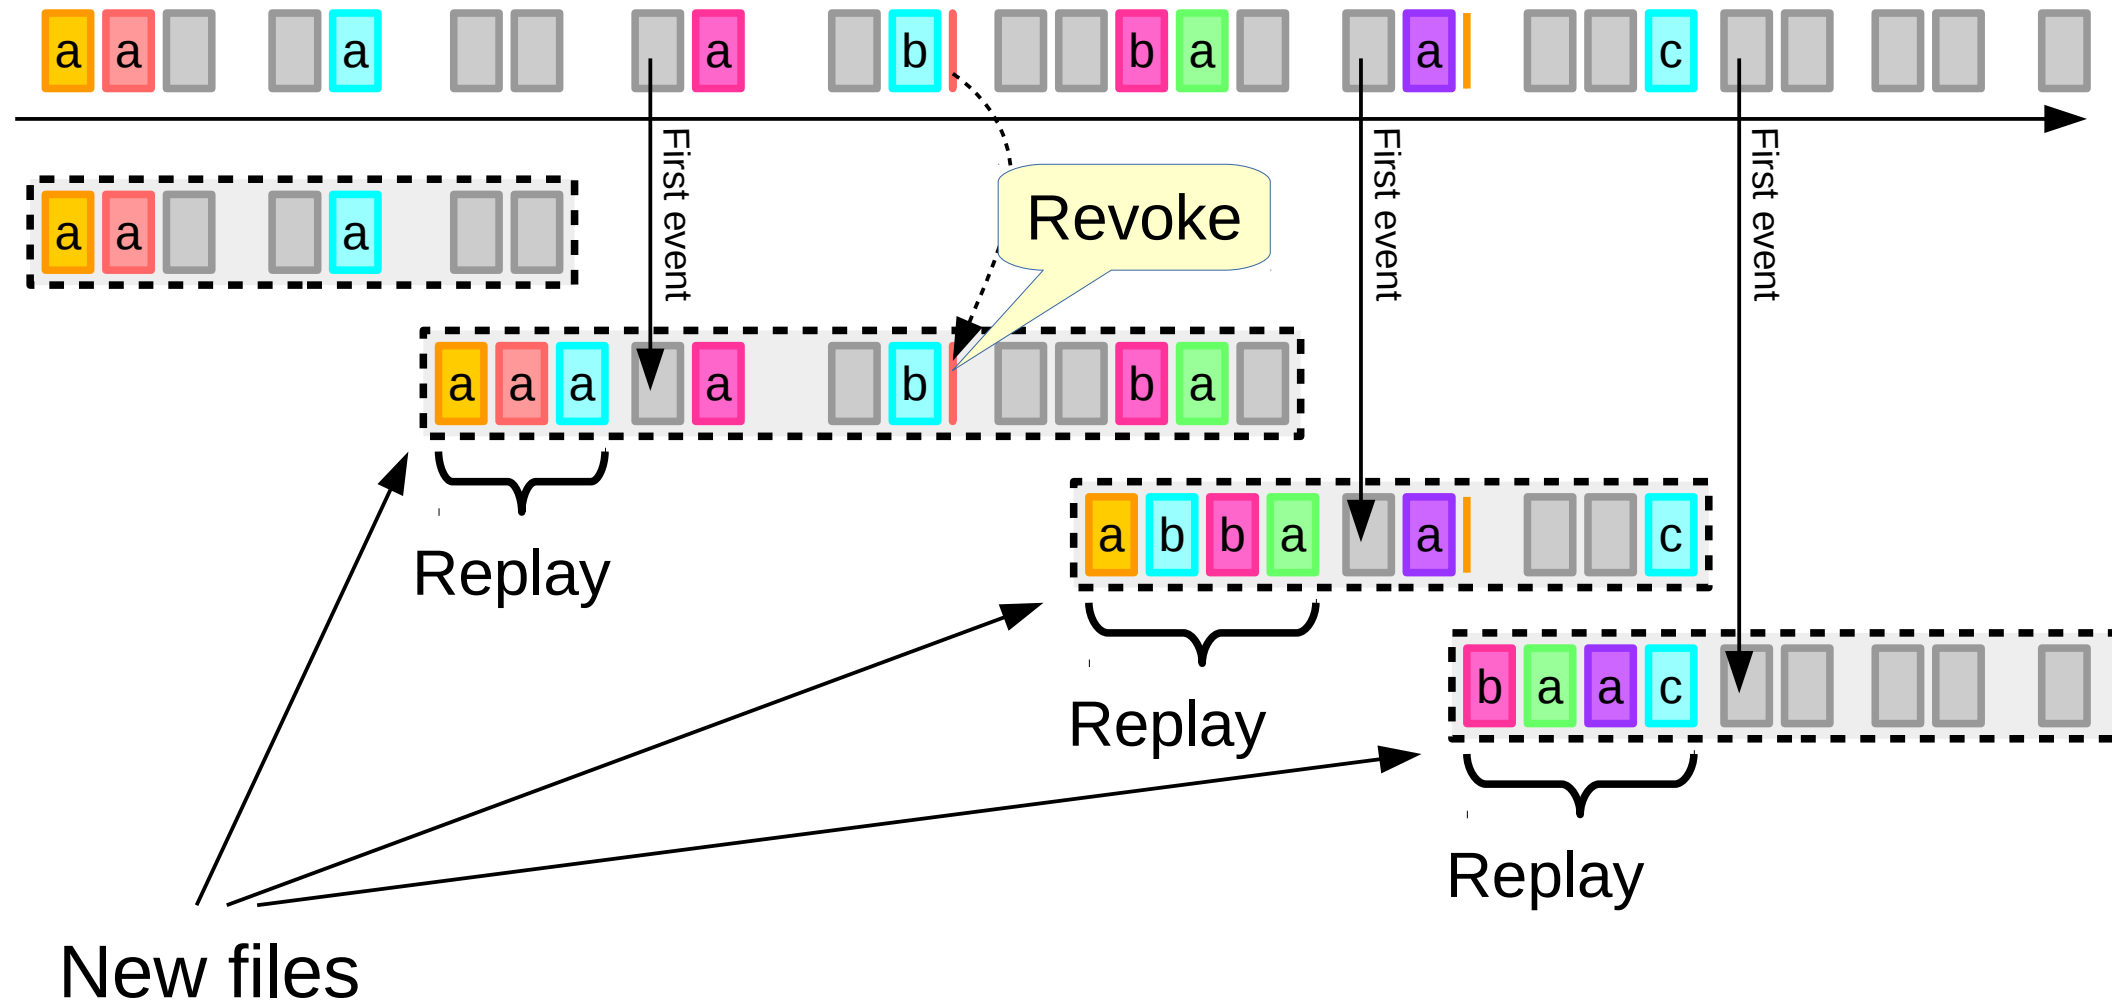 a a a a b b a a c
First event First event First event
a a a
Revoke
a a a a b b a
Replay
a b b a a c
Replay
b a a c
Replay
New files